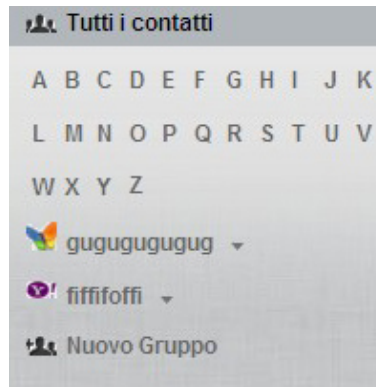 Tutti i contatti
A B C D E F G H I J K
L M N O P Q R S T U V
W X Y Z
gugugugugug
Y! fiffifoffi
Nuovo Gruppo